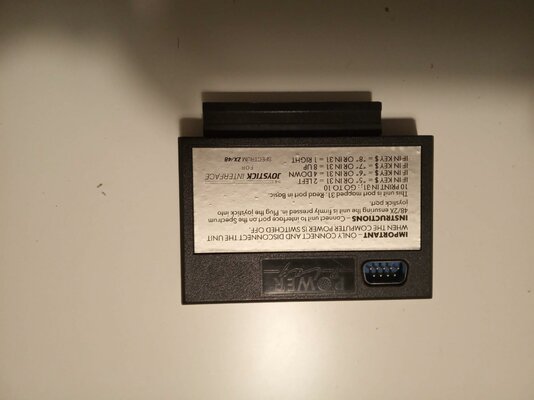 POWER
IMPORTANT – ONLY CONNECT AND DISCONNECT THE UNIT
WHEN THE COMPUTER POWER IS SWITCHED OFF.
INSTRUCTIONS – Connect unit to interface port on the Spectrum
48/2X ensuring the unit is firmly in pressed. Plug the joystick into
joystick port.
This unit is port mapped 31. Read port in Basic.
10 PRINT IN 31 : GO TO 10
IF IN KEY $ = "5" OR IN 31 = 2 LEFT
IF IN KEY $ = "6" OR IN 31 = 4 DOWN
IF IN KEY $ = "7" OR IN 31 = 8 UP
IF IN KEY $ = "8" OR IN 31 = 1 RIGHT
JOYSTICK INTERFACE
FOR
SPECTRUM ZX/48